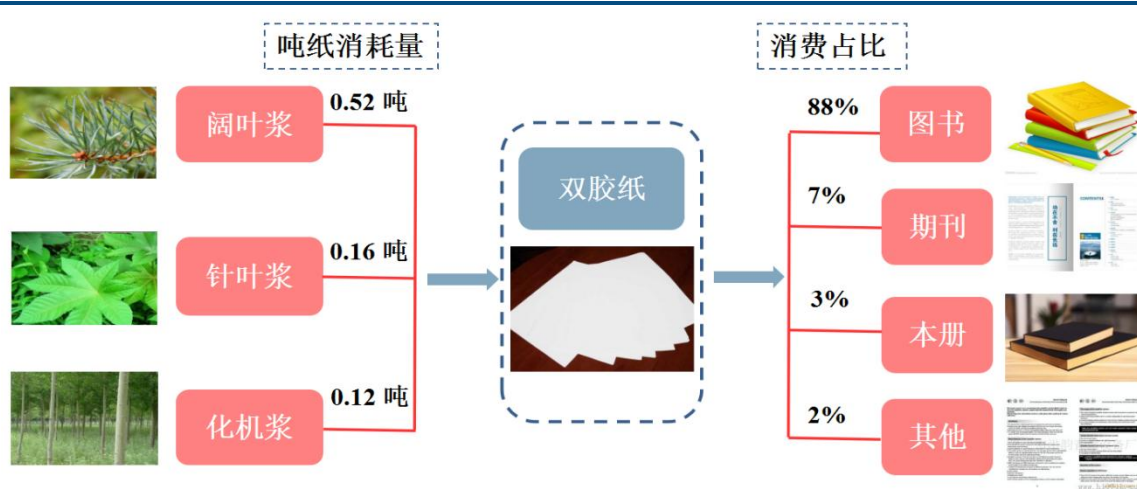 吨纸消耗量
消费占比
阔叶浆
0.52 吨
针叶浆
0.16 吨
化机浆
0.12 吨
双胶纸
88%
图书
7%
期刊
3%
本册
2%
其他